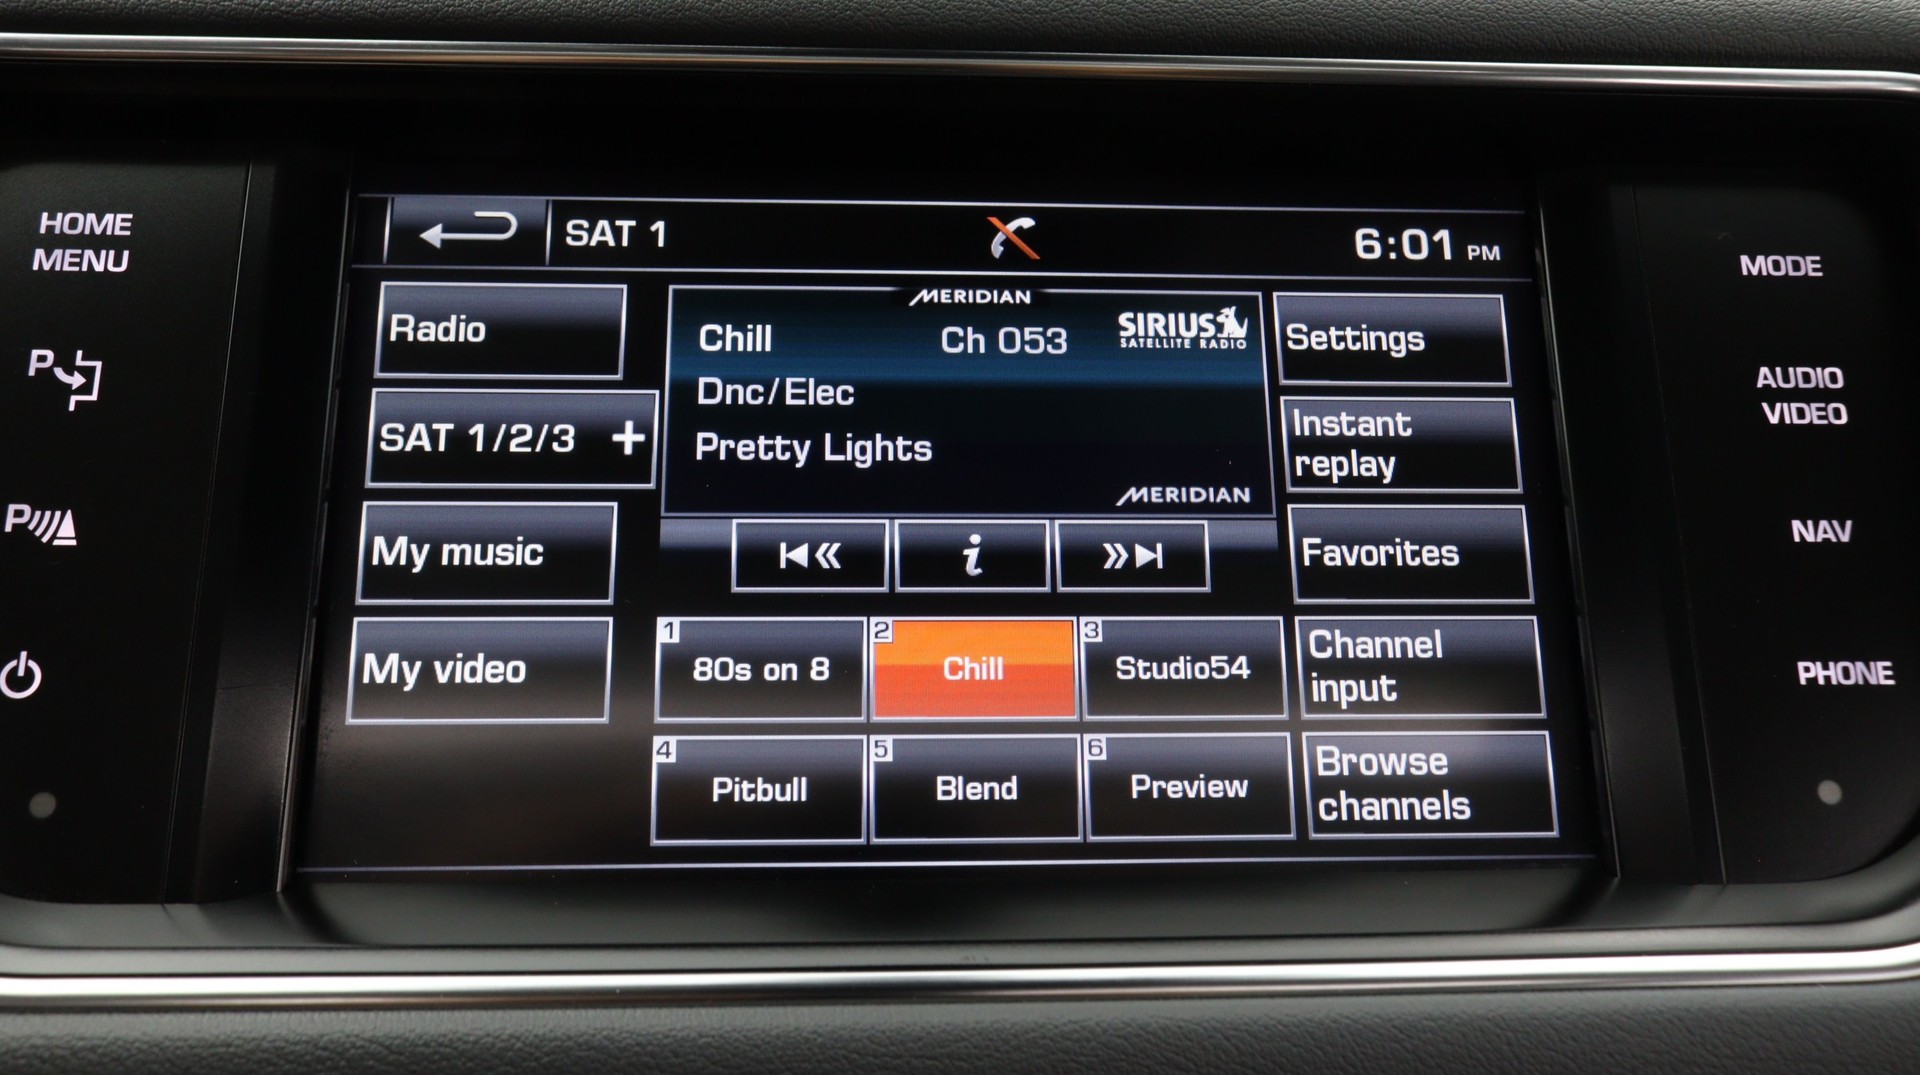 HOME
MENU
P
P
SAT 1
6:01 PM
Radio
SAT 1/2/3 +
My music
My video
MERIDIAN
Chill Ch 053
SIRIUS
SATELLITE RADIO
Dnc/Elec
Pretty Lights
MERIDIAN
i
1 80s on 8
2 Chill
3 Studio54
4 Pitbull
5 Blend
6 Preview
Settings
Instant
replay
Favorites
Channel
input
Browse
channels
MODE
AUDIO
VIDEO
NAV
PHONE